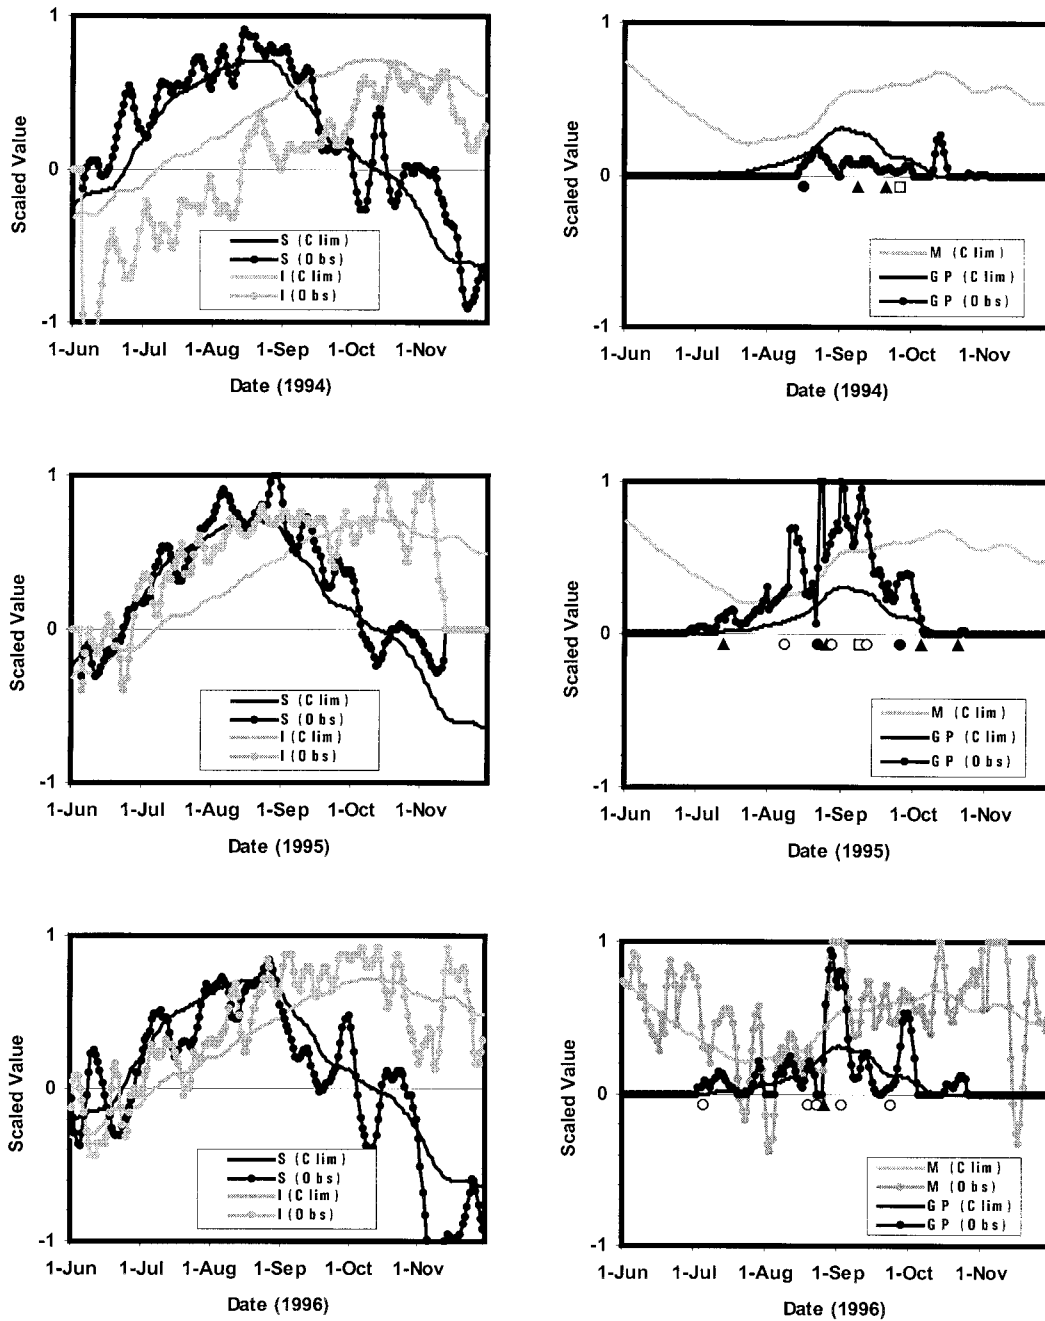 1
0
-1
Scaled Value
S (Clim)
S (Obs)
I (Clim)
I (Obs)
1-Jun 1-Jul 1-Aug 1-Sep 1-Oct 1-Nov
Date (1994)
1
0
-1
Scaled Value
M (Clim)
GP (Clim)
GP (Obs)
1-Jun 1-Jul 1-Aug 1-Sep 1-Oct 1-Nov
Date (1994)
1
0
-1
Scaled Value
S (Clim)
S (Obs)
I (Clim)
I (Obs)
1-Jun 1-Jul 1-Aug 1-Sep 1-Oct 1-Nov
Date (1995)
1
0
-1
Scaled Value
M (Clim)
GP (Clim)
GP (Obs)
1-Jun 1-Jul 1-Aug 1-Sep 1-Oct 1-Nov
Date (1995)
1
0
-1
Scaled Value
S (Clim)
S (Obs)
I (Clim)
I (Obs)
1-Jun 1-Jul 1-Aug 1-Sep 1-Oct 1-Nov
Date (1996)
1
0
-1
Scaled Value
M (Clim)
M (Obs)
GP (Clim)
GP (Obs)
1-Jun 1-Jul 1-Aug 1-Sep 1-Oct 1-Nov
Date (1996)